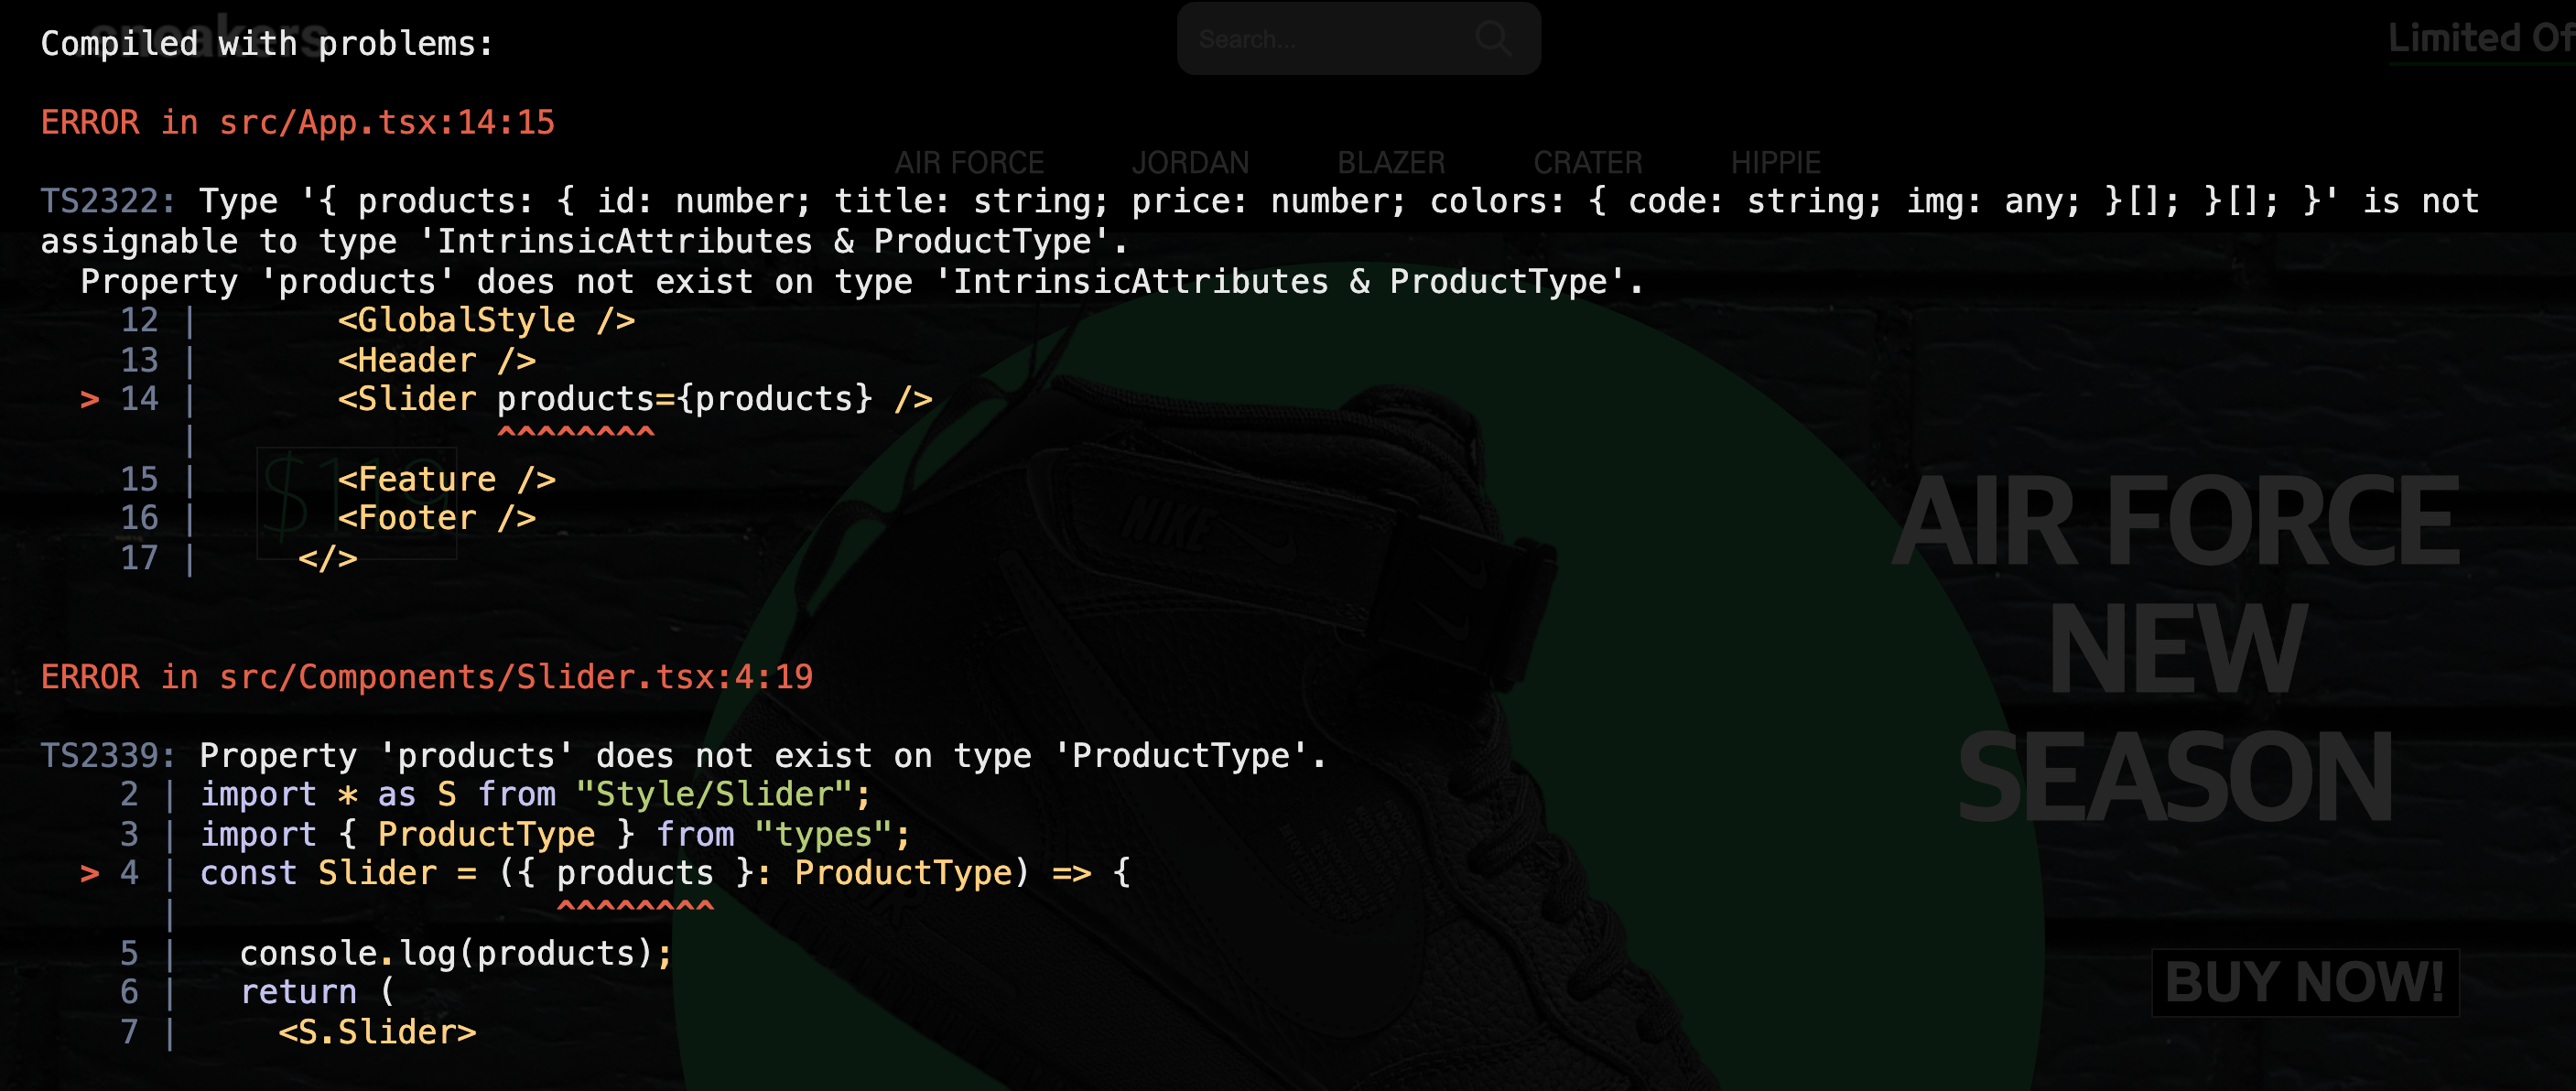 sneakers
Search...
Limited Of
Compiled with problems:
ERROR in src/App.tsx:14:15
AIR FORCE JORDAN BLAZER CRATER HIPPIE
TS2322: Type '{ products: { id: number; title: string; price: number; colors: { code: string; img: any; }[]; }[]; }' is not
assignable to type 'IntrinsicAttributes & ProductType'.
  Property 'products' does not exist on type 'IntrinsicAttributes & ProductType'.
    12 |       <GlobalStyle />
    13 |       <Header />
  > 14 |       <Slider products={products} />
       |               ^^^^^^^^
    15 |       <Feature />
    16 |       <Footer />
    17 |     </>
$119
NIKE
AIR FORCE
NEW
SEASON
ERROR in src/Components/Slider.tsx:4:19
TS2339: Property 'products' does not exist on type 'ProductType'.
    2 | import * as S from "Style/Slider";
    3 | import { ProductType } from "types";
  > 4 | const Slider = ({ products }: ProductType) => {
      |                   ^^^^^^^^
    5 |   console.log(products);
    6 |   return (
    7 |     <S.Slider>
BUY NOW!